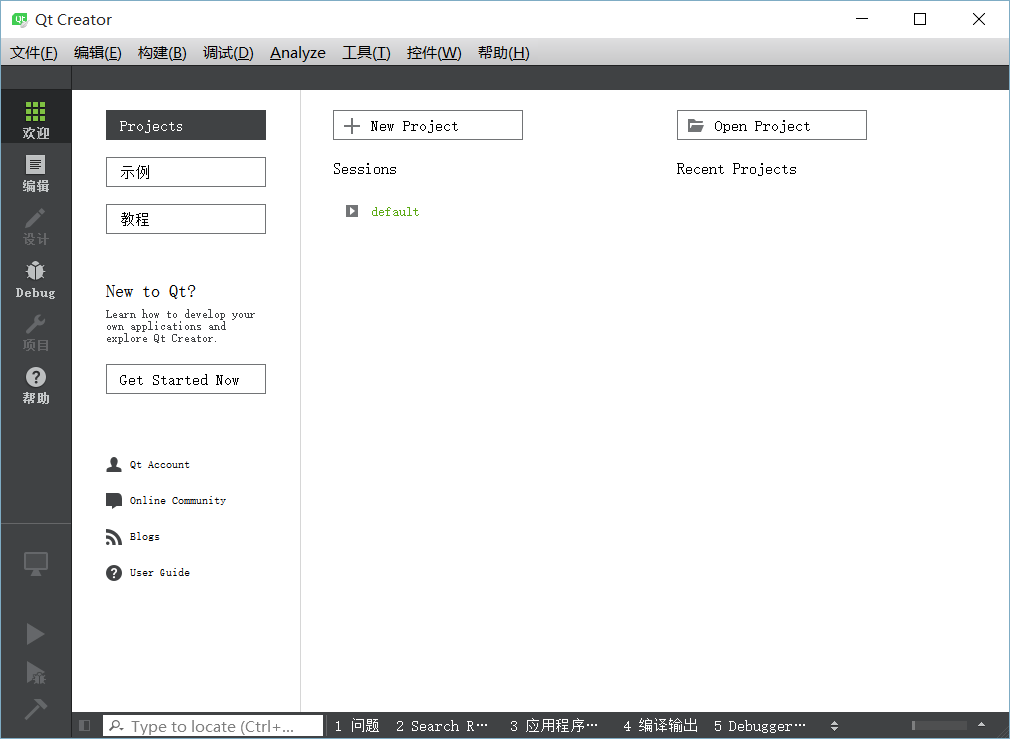 Qt Creator
文件(F) 编辑(E) 构建(B) 调试(D) Analyze 工具(T) 控件(W) 帮助(H)
欢迎
编辑
设计
Debug
项目
帮助
Projects
示例
教程
New to Qt?
Learn how to develop your
own applications and
explore Qt Creator.
Get Started Now
Qt Account
Online Community
Blogs
User Guide
New Project
Sessions
default
Open Project
Recent Projects
Type to locate (Ctrl+... 1 问题 2 Search R… 3 应用程序… 4 编译输出 5 Debugger…